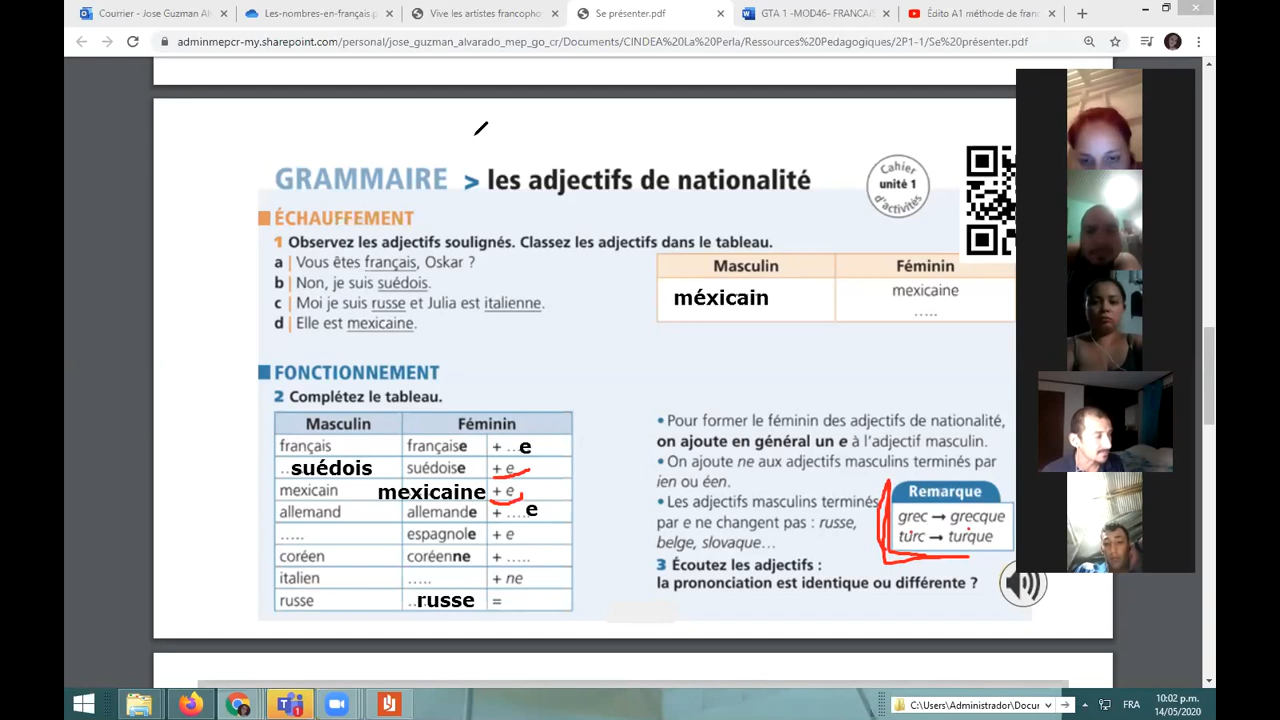 Courrier - Jose Guzman Al
Les-nombres-en-français p
Vive les artistes francopho
Se présenter.pdf
GTA 1 -MOD46- FRANCAIS
Édito A1 méthode de fran
adminmepcr-my.sharepoint.com/personal/jose_guzman_alvarado_mep_go_cr/Documents/CINDEA%20La%20Perla/Ressources%20Pedagogiques/2P1-1/Se%20présenter.pdf
GRAMMAIRE > les adjectifs de nationalité
Cahier
unité 1
d'activités
ÉCHAUFFEMENT
1 Observez les adjectifs soulignés. Classez les adjectifs dans le tableau.
a | Vous êtes français, Oskar ?
b | Non, je suis suédois.
c | Moi je suis russe et Julia est italienne.
d | Elle est mexicaine.
Masculin Féminin
méxicain mexicaine
.....
FONCTIONNEMENT
2 Complétez le tableau.
Masculin Féminin
français française + ... e
..suédois suédoise + e
mexicain mexicaine + e
allemand allemande + .... e
..... espagnole + e
coréen coréenne + .....
italien ..... + ne
russe ..russe =
• Pour former le féminin des adjectifs de nationalité,
on ajoute en général un e à l'adjectif masculin.
• On ajoute ne aux adjectifs masculins terminés par
ien ou éen.
• Les adjectifs masculins terminés
par e ne changent pas : russe,
belge, slovaque...
Remarque
grec → grecque
turc → turque
3 Écoutez les adjectifs :
la prononciation est identique ou différente ?
C:\Users\Administrador\Docur
FRA
10:02 p.m.
14/05/2020